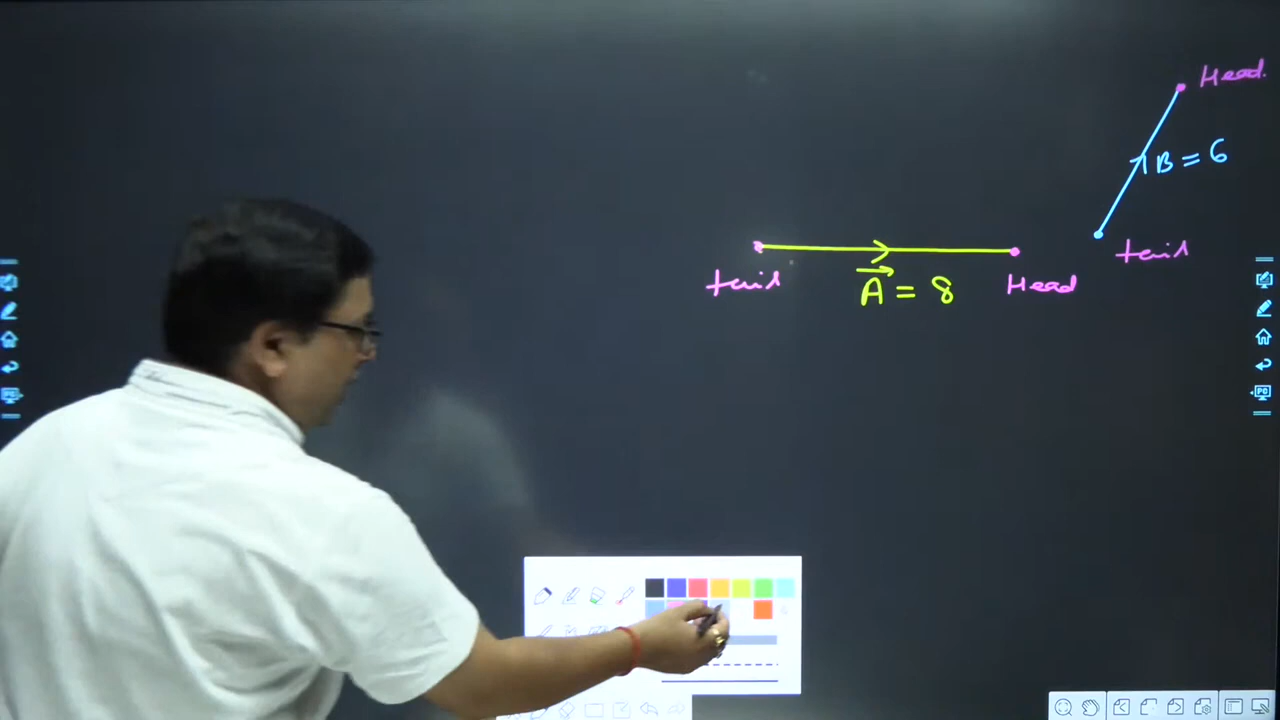 Head.
B = 6
tail
tail
A = 8
Head